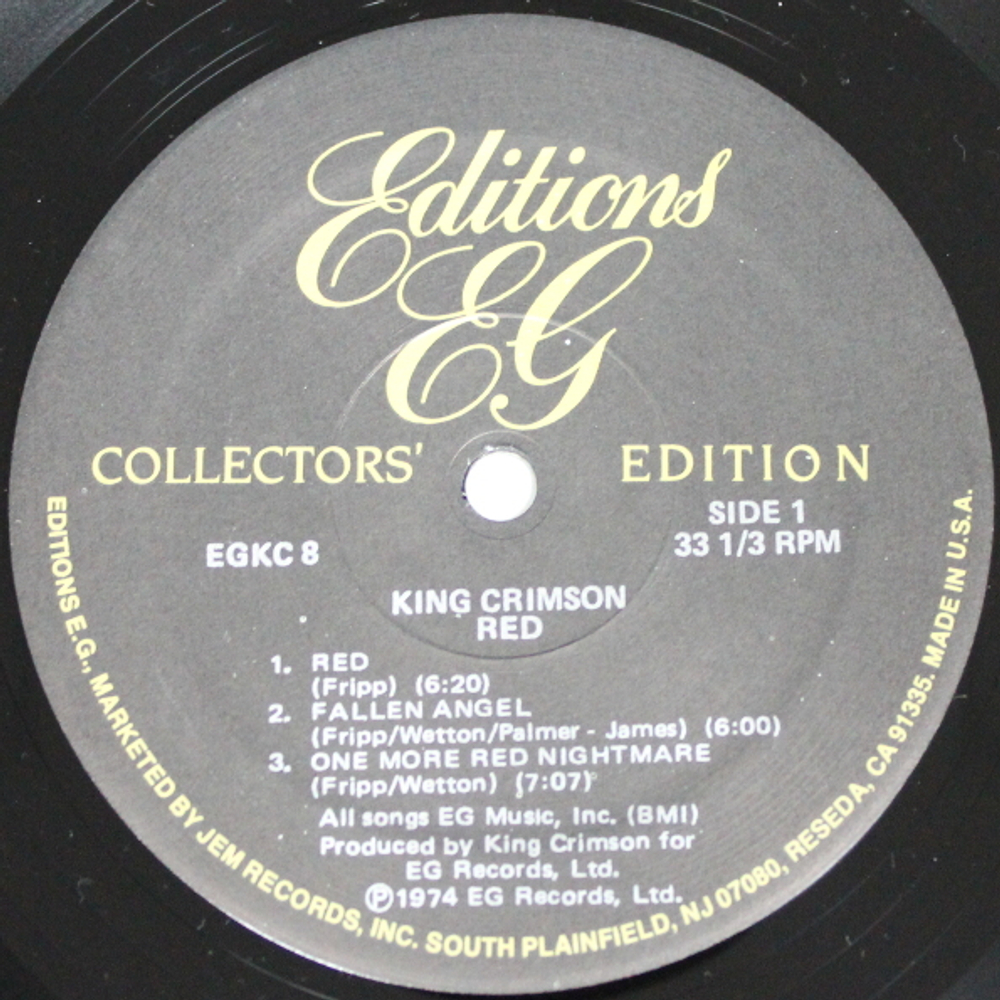 Editions
EG
COLLECTORS' EDITION
EGKC 8
SIDE 1
33 1/3 RPM
KING CRIMSON
RED
1. RED
(Fripp) (6:20)
2. FALLEN ANGEL
(Fripp/Wetton/Palmer - James) (6:00)
3. ONE MORE RED NIGHTMARE
(Fripp/Wetton) (7:07)
All songs EG Music, Inc. (BMI)
Produced by King Crimson for
EG Records, Ltd.
Ⓟ1974 EG Records, Ltd.
EDITIONS E.G., MARKETED BY JEM RECORDS, INC. SOUTH PLAINFIELD, NJ 07080, RESEDA, CA 91335. MADE IN U.S.A.